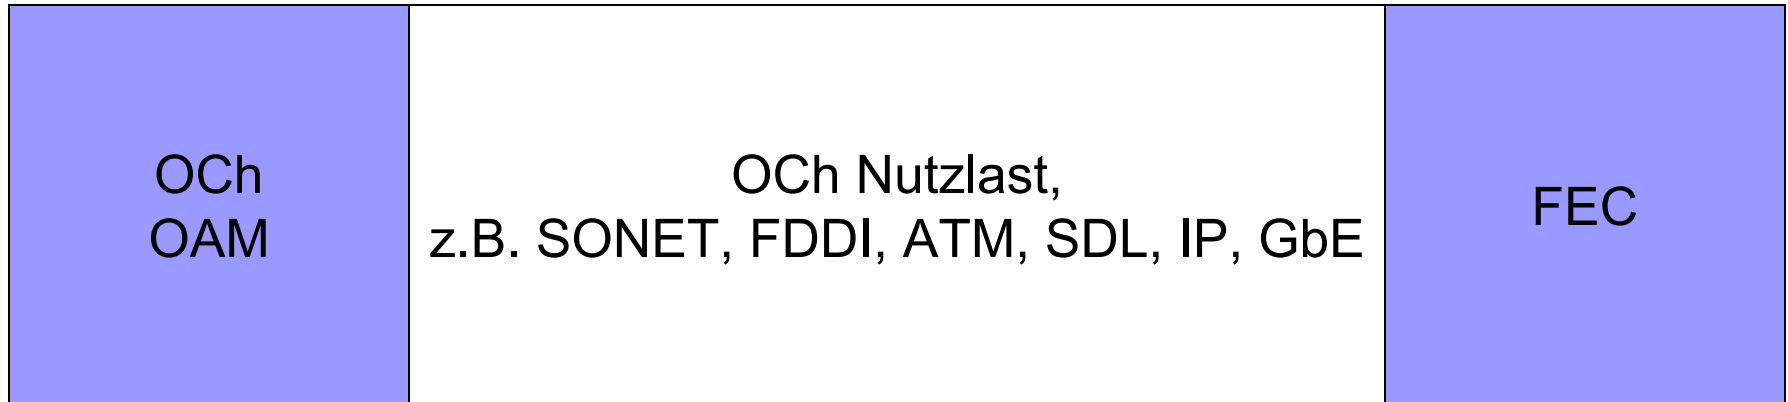 OCh
OAM
OCh Nutzlast,
z.B. SONET, FDDI, ATM, SDL, IP, GbE
FEC